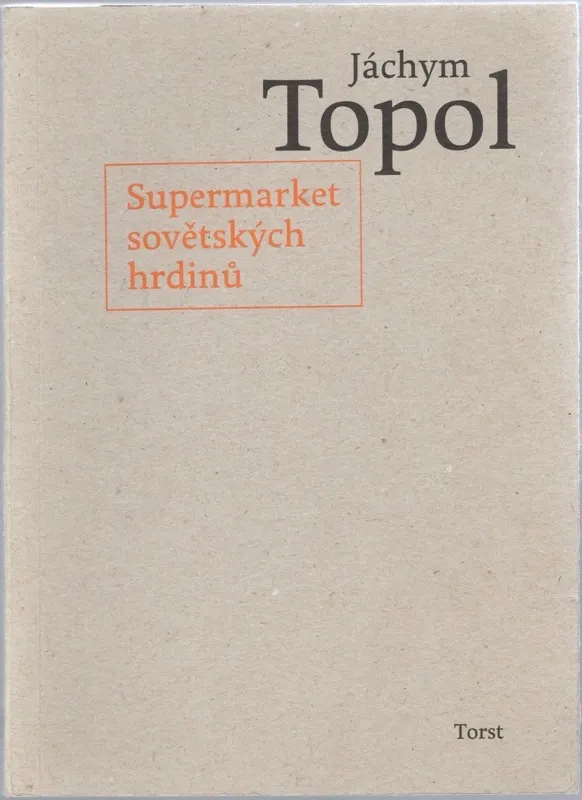 Jáchym
Topol
Supermarket
sovětských
hrdinů
Torst